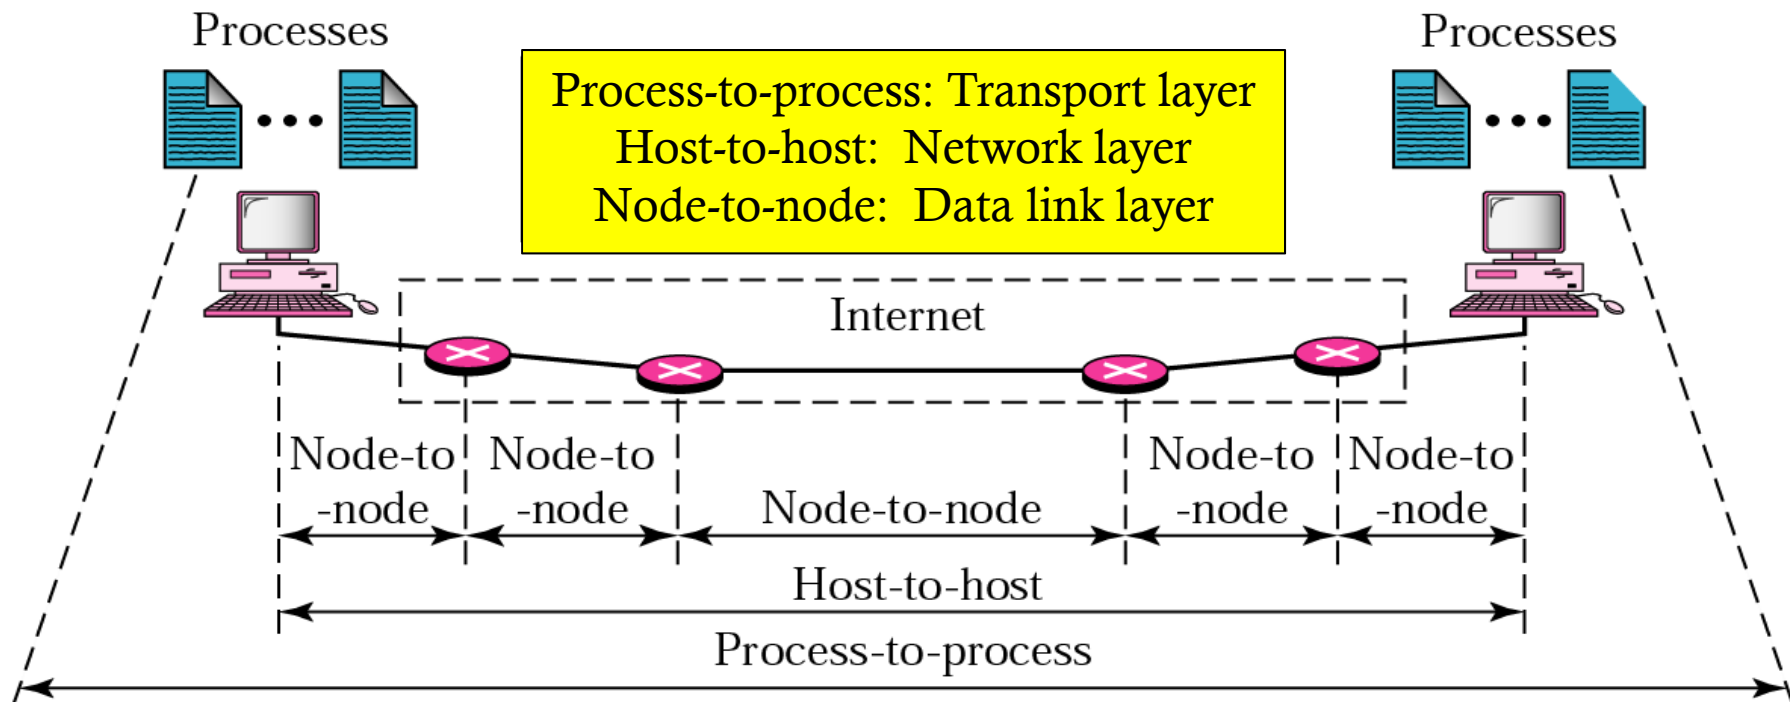 Processes
Processes
Process-to-process: Transport layer
Host-to-host: Network layer
Node-to-node: Data link layer
Internet
Node-to
-node
Node-to
-node
Node-to-node
Node-to
-node
Node-to
-node
Host-to-host
Process-to-process